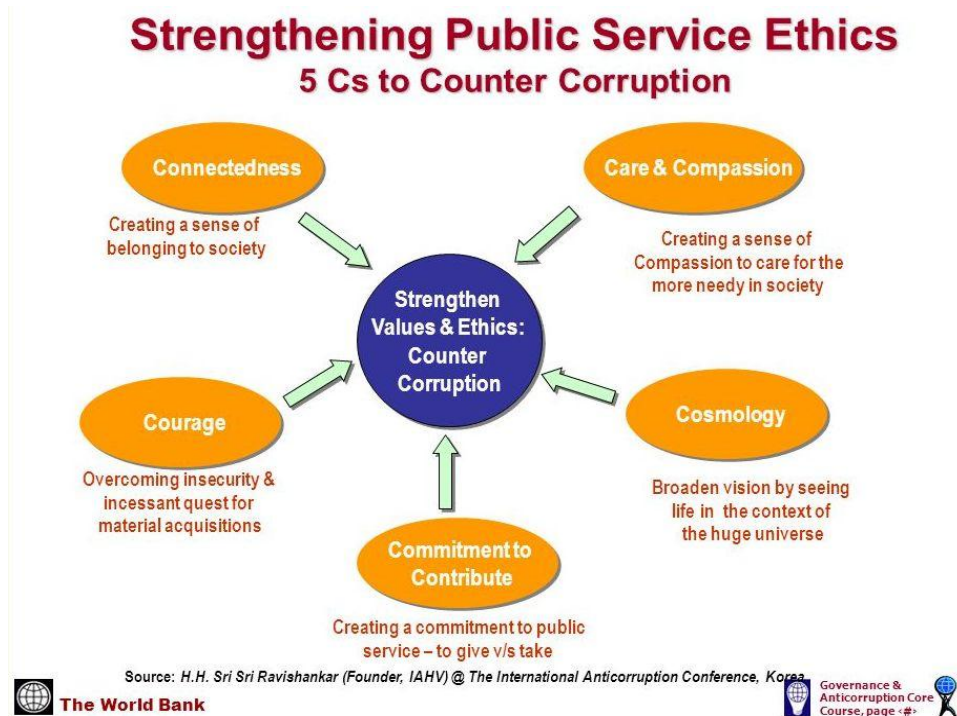 Strengthening Public Service Ethics
5 Cs to Counter Corruption
Connectedness
Creating a sense of
belonging to society
Care & Compassion
Creating a sense of
Compassion to care for the
more needy in society
Strengthen
Values & Ethics:
Counter
Corruption
Courage
Overcoming insecurity &
incessant quest for
material acquisitions
Cosmology
Broaden vision by seeing
life in the context of
the huge universe
Commitment to
Contribute
Creating a commitment to public
service – to give v/s take
Source: H.H. Sri Sri Ravishankar (Founder, IAHV) @ The International Anticorruption Conference, Korea
The World Bank
Governance &
Anticorruption Core
Course, page <#>